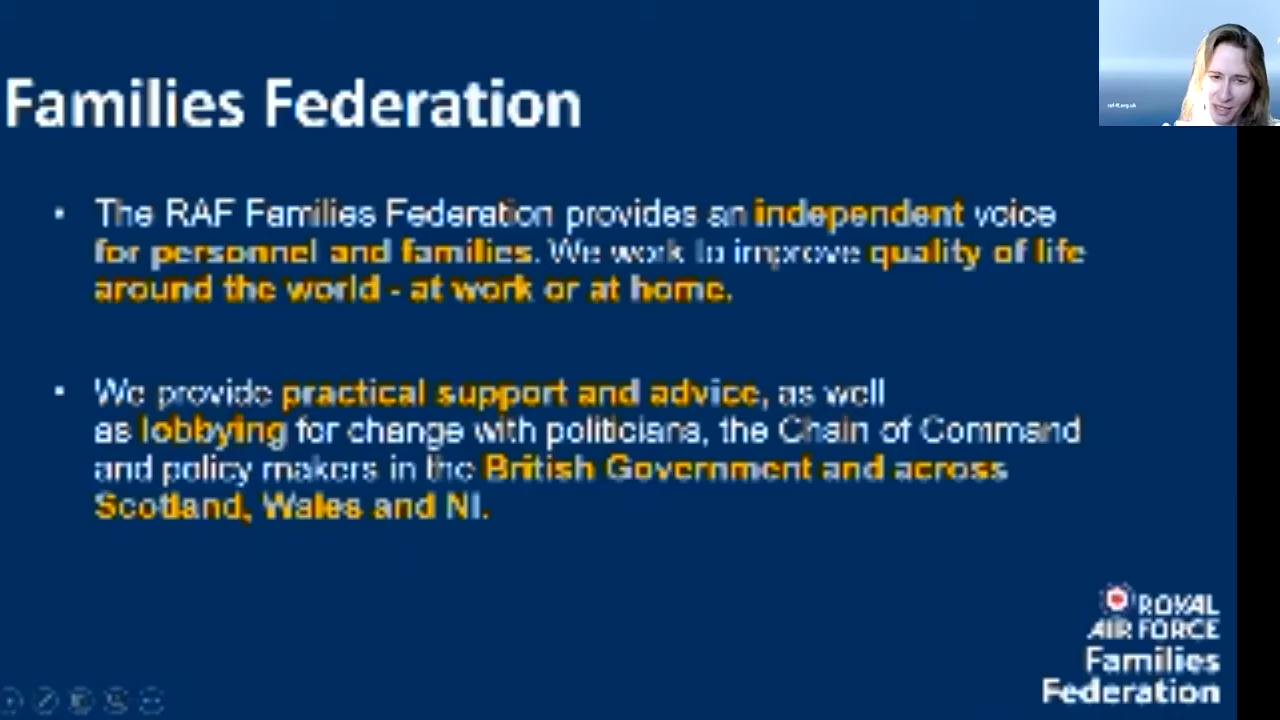 Families Federation
• The RAF Families Federation provides an independent voice
for personnel and families. We work to improve quality of life
around the world - at work or at home.
• We provide practical support and advice, as well
as lobbying for change with politicians, the Chain of Command
and policy makers in the British Government and across
Scotland, Wales and NI.
ROYAL
AIR FORCE
Families
Federation